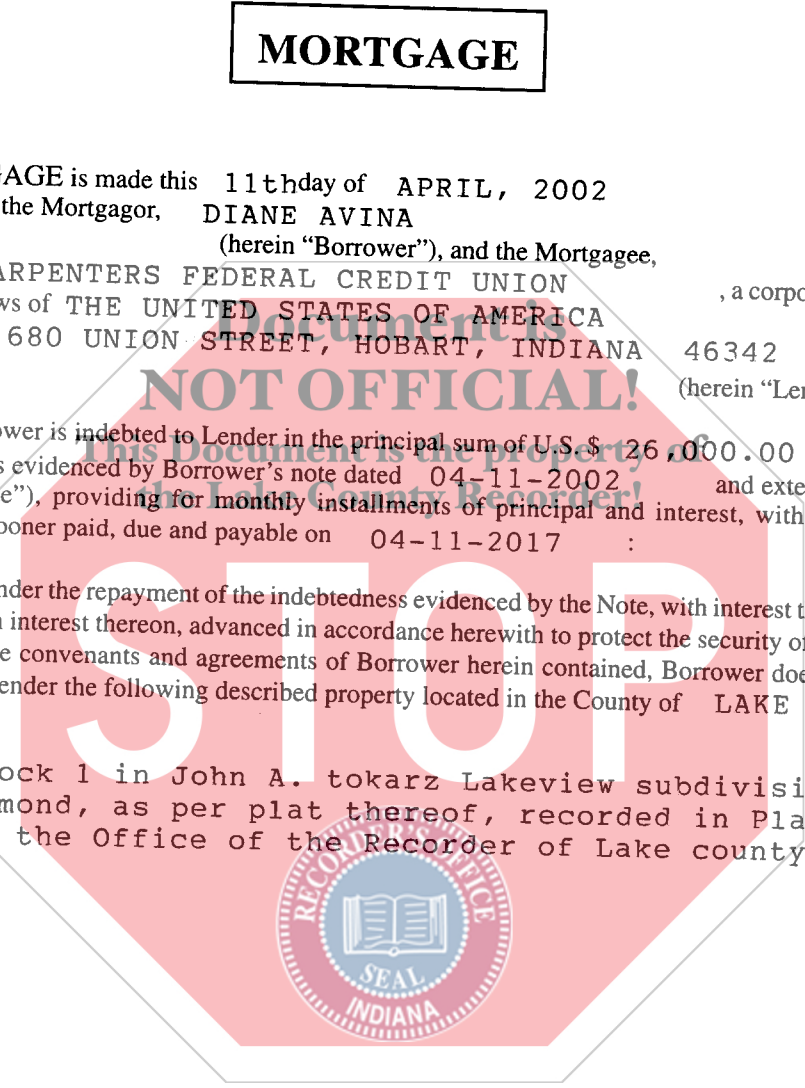 MORTGAGE
GAGE is made this 11thday of APRIL, 2002
the Mortgagor, DIANE AVINA
(herein “Borrower”), and the Mortgagee,
ARPENTERS FEDERAL CREDIT UNION , a corpo
ws of THE UNITED STATES OF AMERICA
Document is
680 UNION STREET, HOBART, INDIANA 46342
NOT OFFICIAL!
(herein “Len
ower is indebted to Lender in the principal sum of U.S.$ 26,000.00
This Document is the property of
s evidenced by Borrower's note dated 04-11-2002 and exte
the Lake County Recorder!
e”), providing for monthly installments of principal and interest, with
ooner paid, due and payable on 04-11-2017 :
nder the repayment of the indebtedness evidenced by the Note, with interest t
n interest thereon, advanced in accordance herewith to protect the security of
e convenants and agreements of Borrower herein contained, Borrower doe
ender the following described property located in the County of LAKE
STOP
ock 1 in John A. tokarz Lakeview subdivisi
mond, as per plat thereof, recorded in Pla
the Office of the Recorder of Lake county
RECORDER'S OFFICE
SEAL
INDIANA